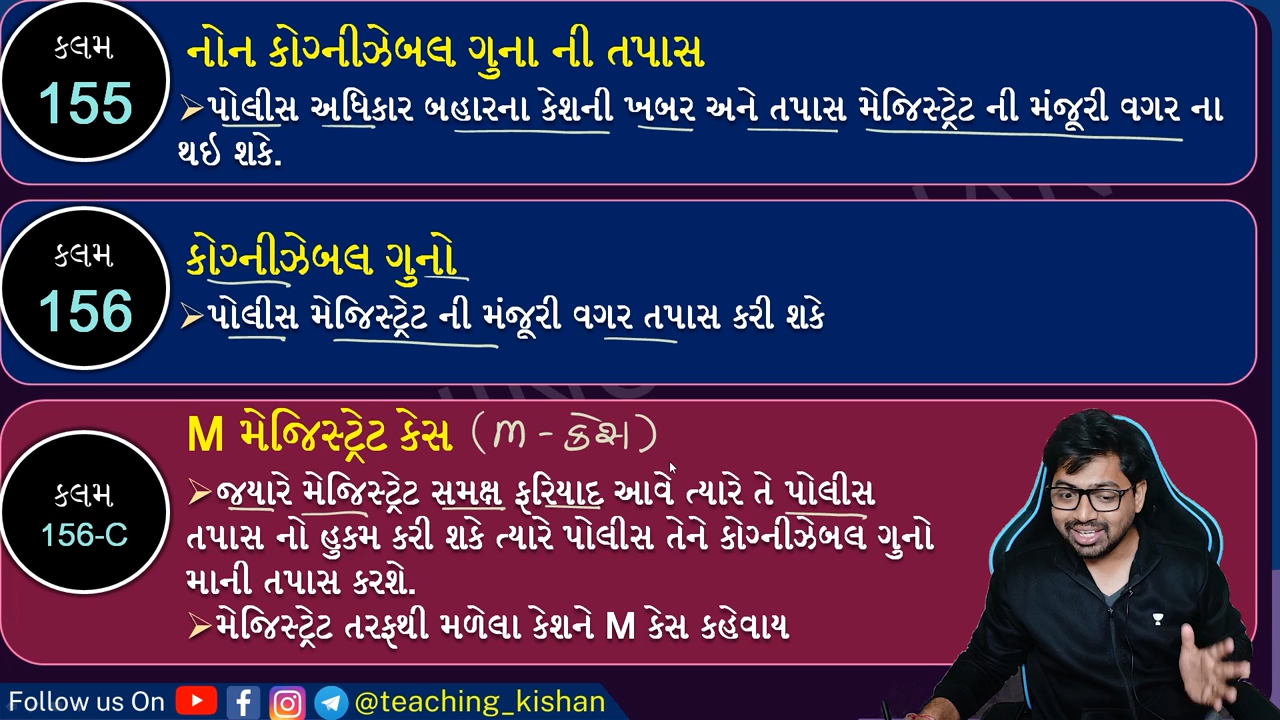 કલમ
155
નોન કોગ્નીઝેબલ ગુના ની તપાસ
➢પોલીસ અધિકાર બહારના કેશની ખબર અને તપાસ મેજિસ્ટ્રેટ ની મંજૂરી વગર ના
થઇ શકે.
કલમ
156
કોગ્નીઝેબલ ગુનો
➢પોલીસ મેજિસ્ટ્રેટ ની મંજૂરી વગર તપાસ કરી શકે
કલમ
156-C
M મેજિસ્ટ્રેટ કેસ (m - કેશ)
➢જયારે મેજિસ્ટ્રેટ સમક્ષ ફરિયાદ આવે ત્યારે તે પોલીસ
તપાસ નો હુકમ કરી શકે ત્યારે પોલીસ તેને કોગ્નીઝેબલ ગુનો
માની તપાસ કરશે.
➢મેજિસ્ટ્રેટ તરફથી મળેલા કેશને M કેસ કહેવાય
Follow us On @teaching_kishan